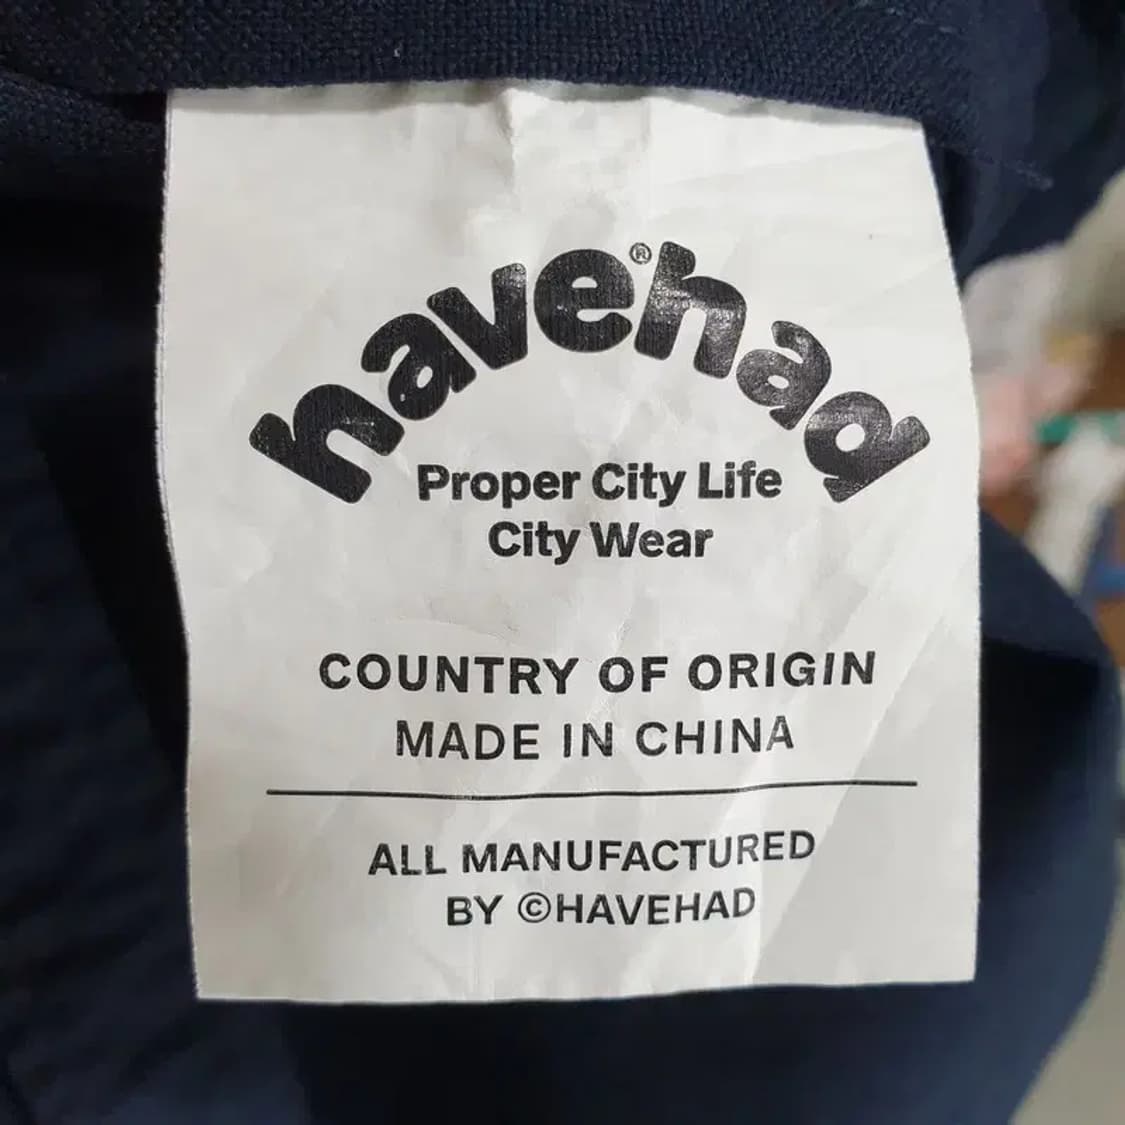 havehad®
Proper City Life
City Wear
COUNTRY OF ORIGIN
MADE IN CHINA
ALL MANUFACTURED
BY ©HAVEHAD